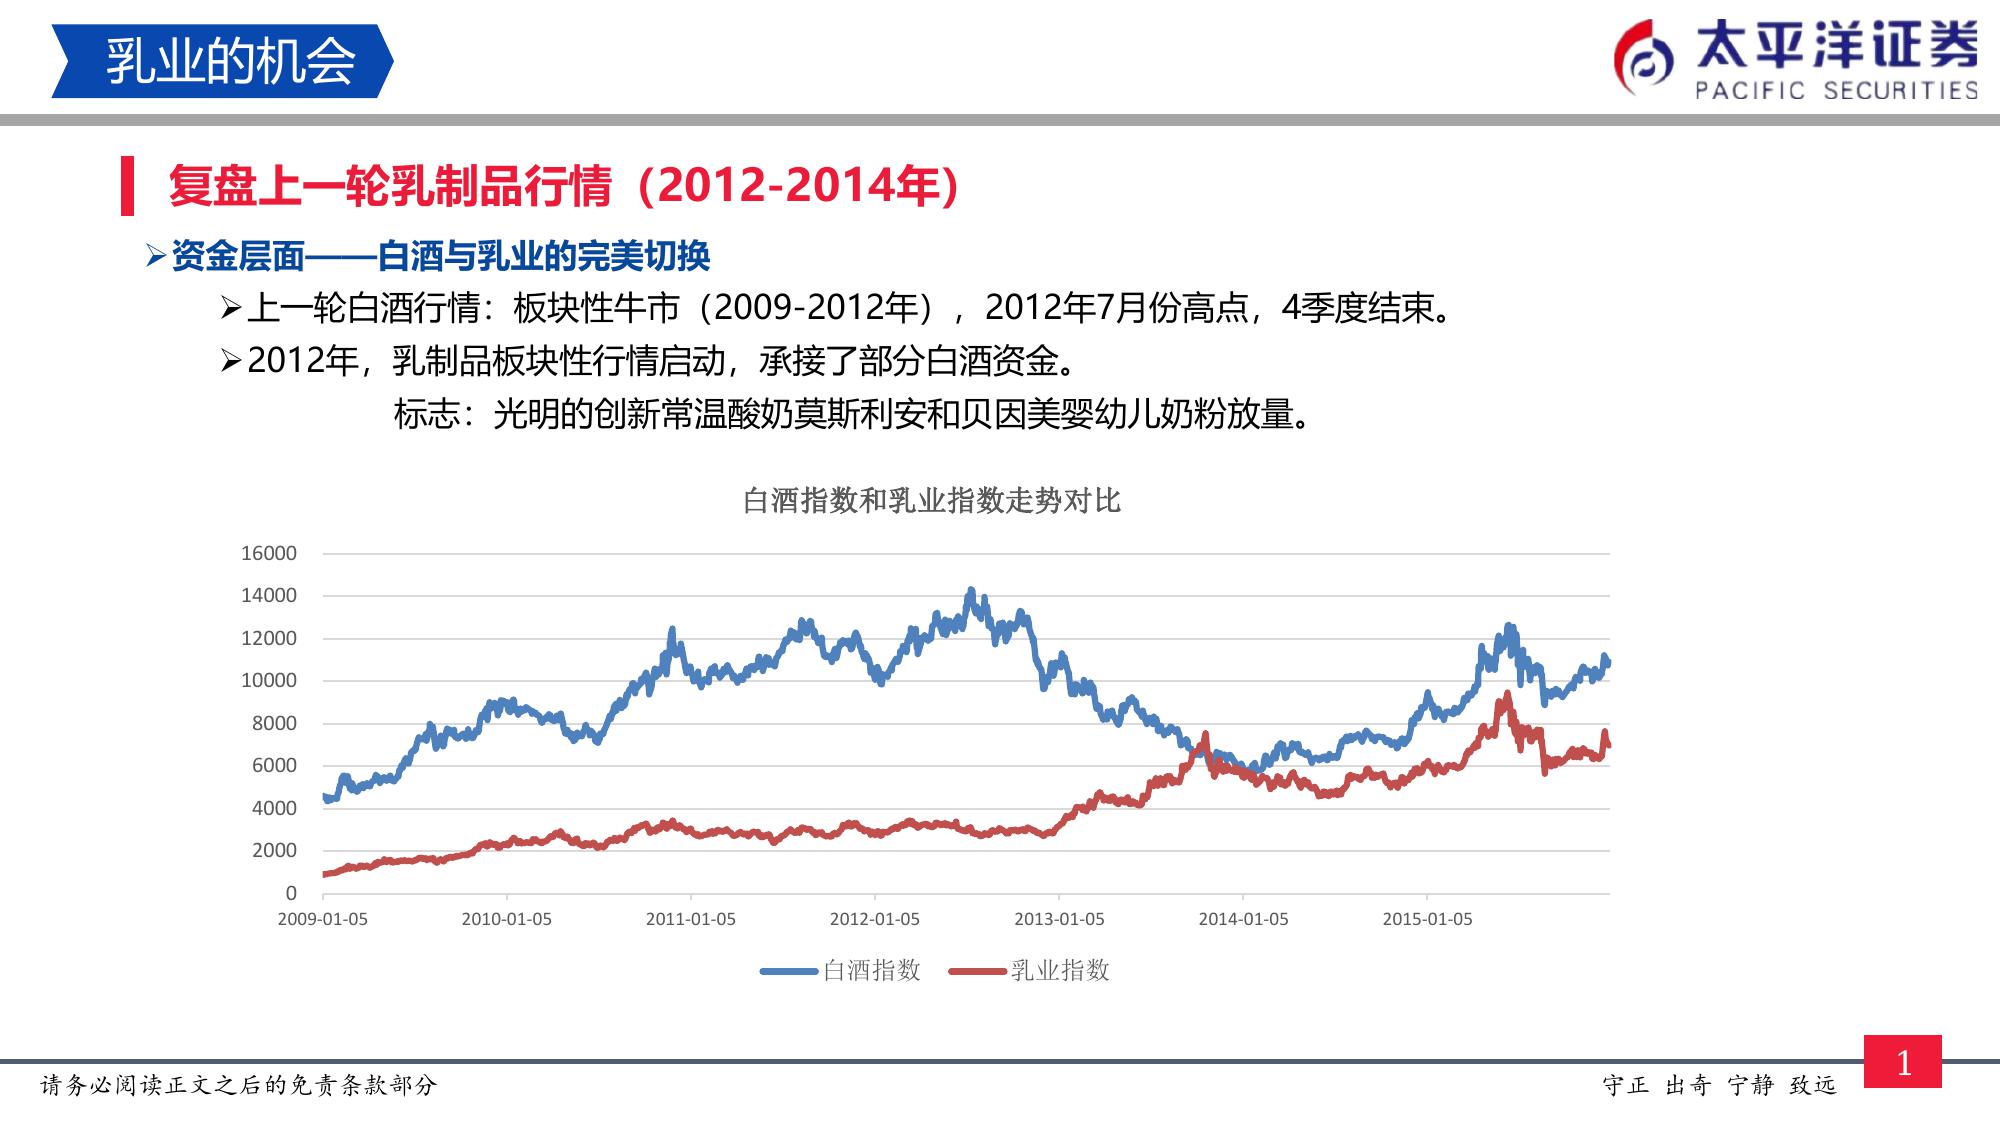 乳业的机会
太平洋证券
PACIFIC SECURITIES
复盘上一轮乳制品行情（2012-2014年）
资金层面——白酒与乳业的完美切换
上一轮白酒行情：板块性牛市（2009-2012年），2012年7月份高点，4季度结束。
2012年，乳制品板块性行情启动，承接了部分白酒资金。
标志：光明的创新常温酸奶莫斯利安和贝因美婴幼儿奶粉放量。
白酒指数和乳业指数走势对比
16000
14000
12000
10000
8000
6000
4000
2000
0
2009-01-05 2010-01-05 2011-01-05 2012-01-05 2013-01-05 2014-01-05 2015-01-05
白酒指数 乳业指数
请务必阅读正文之后的免责条款部分
守正 出奇 宁静 致远
1